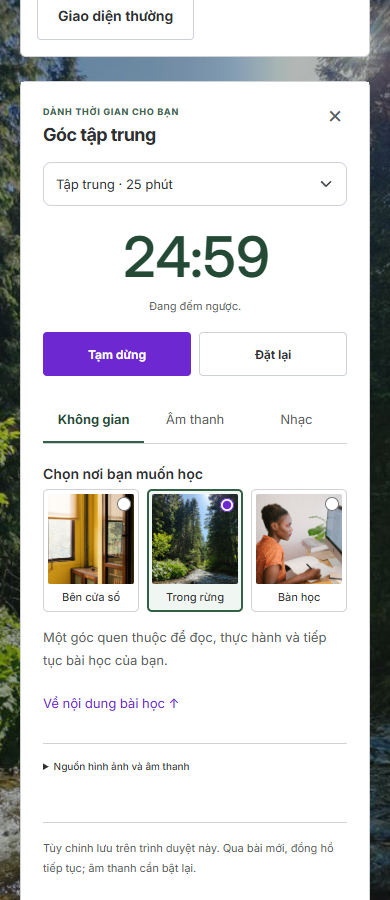 Giao diện thường
DÀNH THỜI GIAN CHO BẠN
Góc tập trung
Tập trung · 25 phút
24:59
Đang đếm ngược.
Tạm dừng
Đặt lại
Không gian
Âm thanh
Nhạc
Chọn nơi bạn muốn học
Bên cửa sổ
Trong rừng
Bàn học
Một góc quen thuộc để đọc, thực hành và tiếp
tục bài học của bạn.
Về nội dung bài học ↑
Nguồn hình ảnh và âm thanh
Tùy chỉnh lưu trên trình duyệt này. Qua bài mới, đồng hồ
tiếp tục; âm thanh cần bật lại.